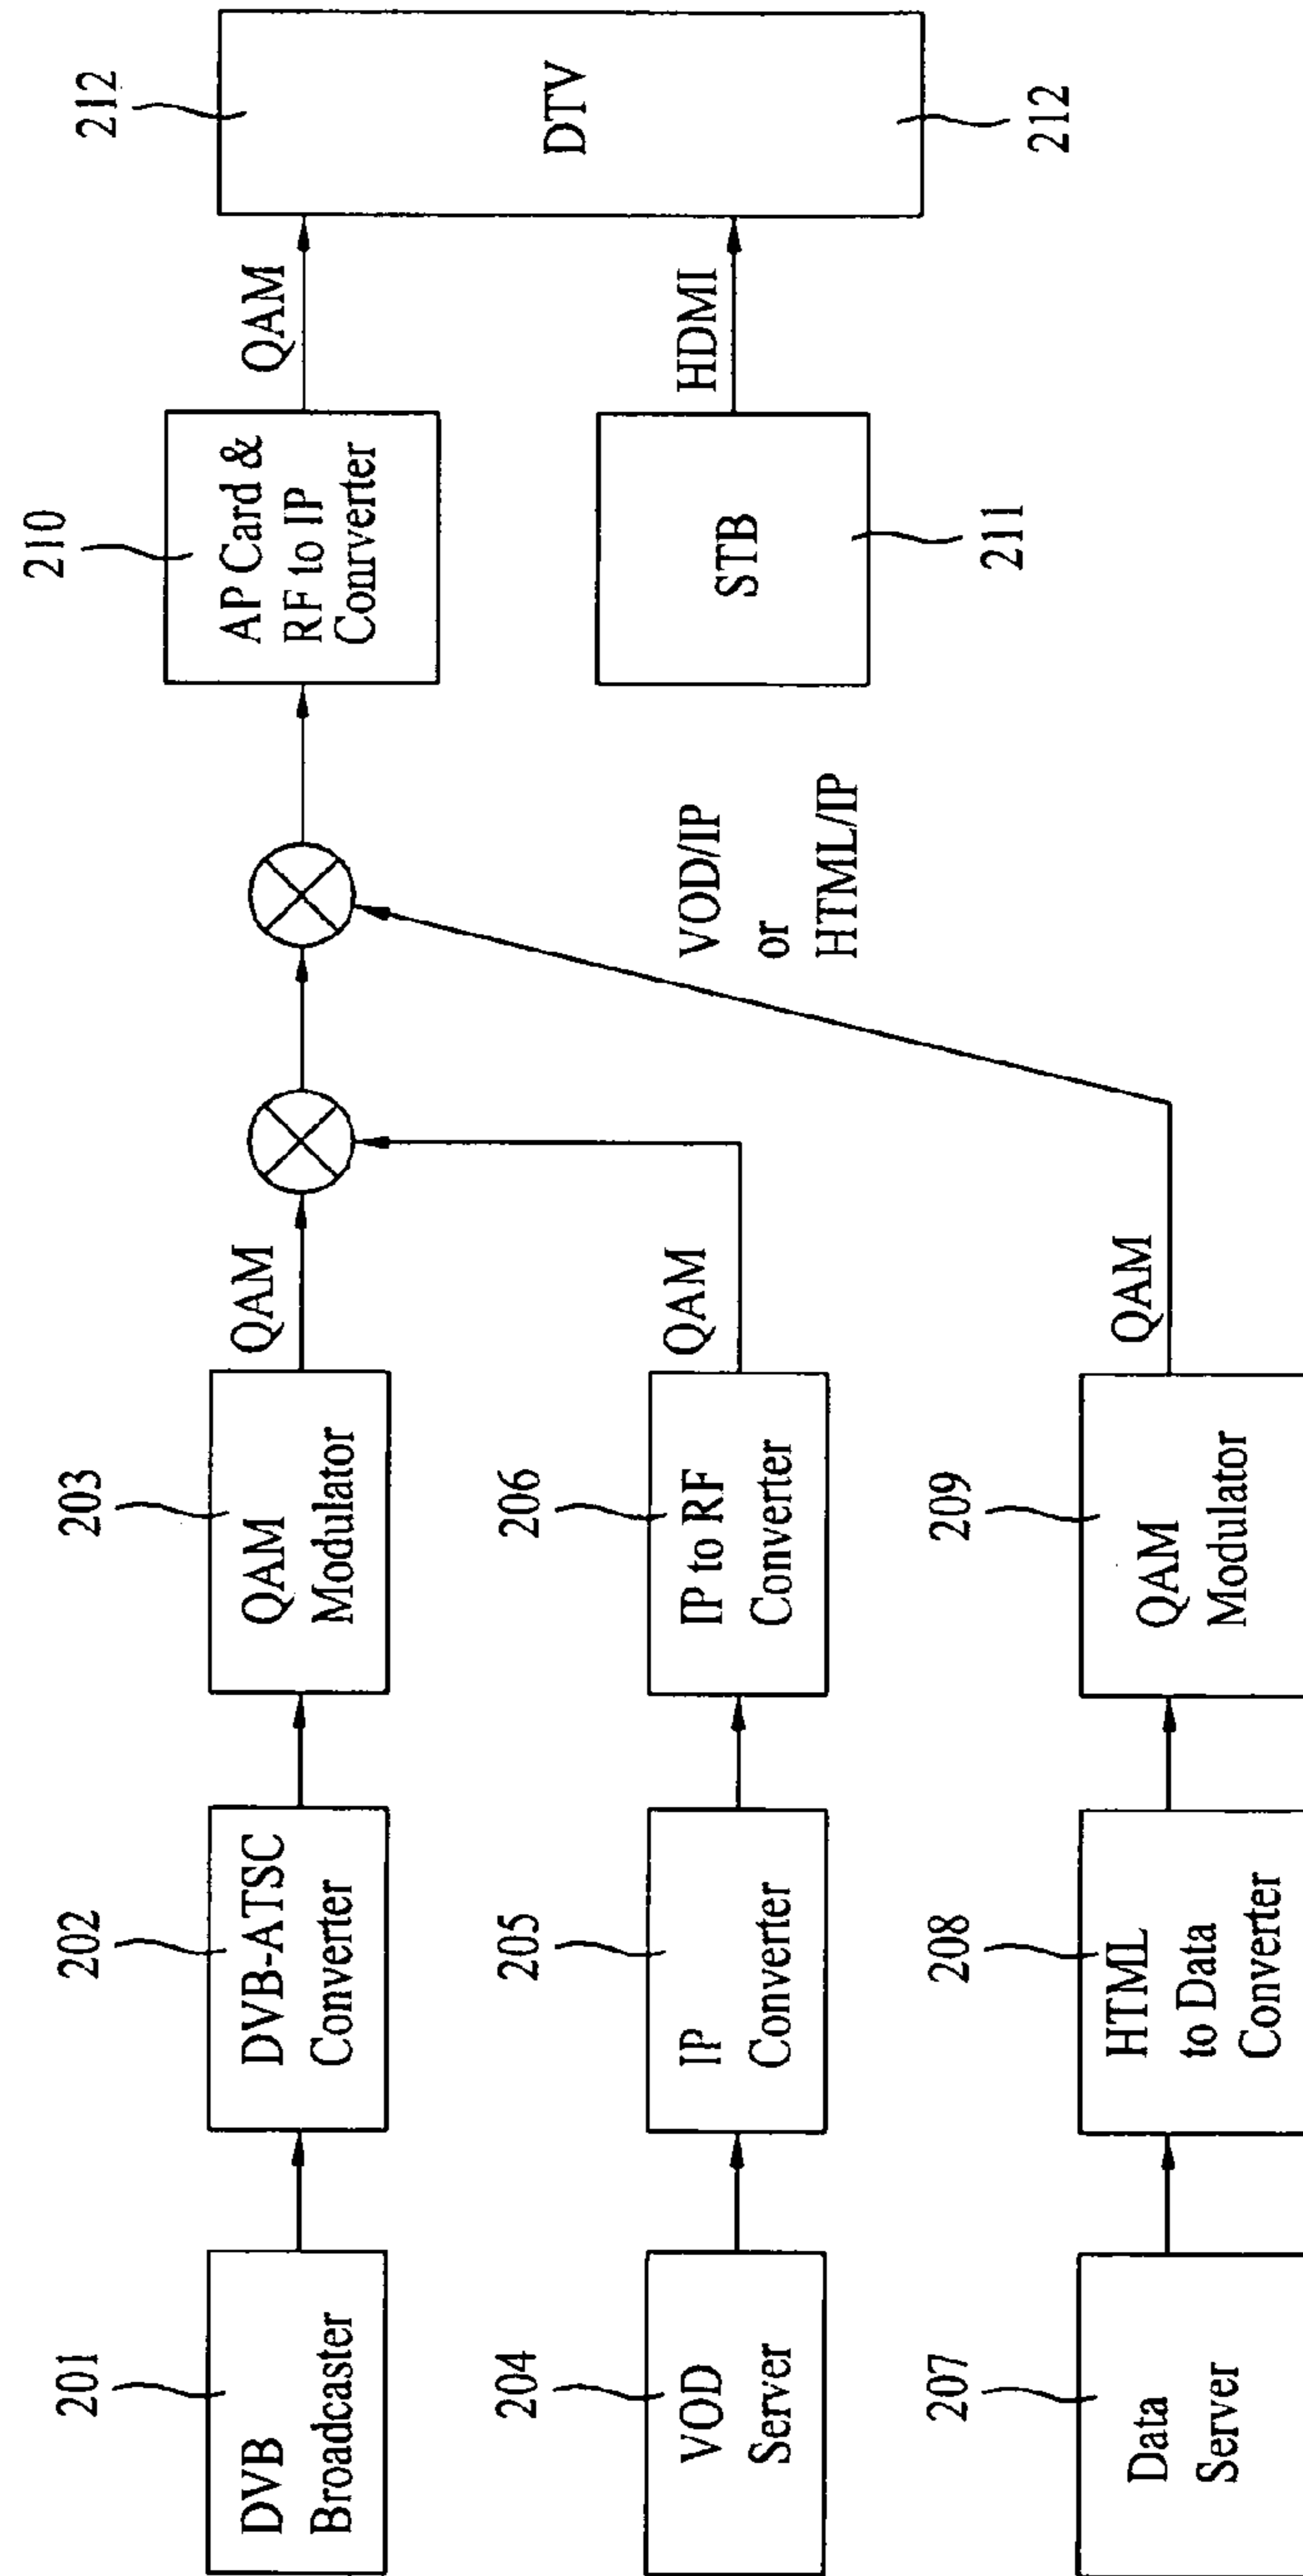 201
DVB
Broadcaster
202
DVB-ATSC
Converter
203
QAM
Modulator
QAM
210
AP Card &
RF to IP
Conrverter
QAM
212
DTV
212
204
VOD
Server
205
IP
Converter
206
IP to RF
Converter
QAM
VOD/IP
or
HTML/IP
STB
211
HDMI
207
Data
Server
208
HTML
to Data
Converter
209
QAM
Modulator
QAM